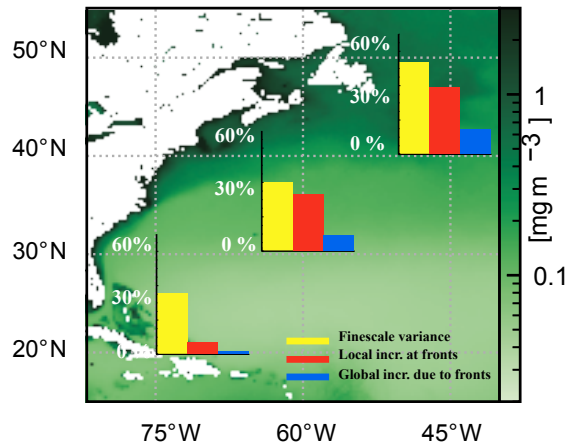 50°N
40°N
30°N
20°N
75°W
60°W
45°W
60%
30%
0 %
60%
30%
0 %
60%
30%
0
Finescale variance
Local incr. at fronts
Global incr. due to fronts
1
0.1
[mg m −3]